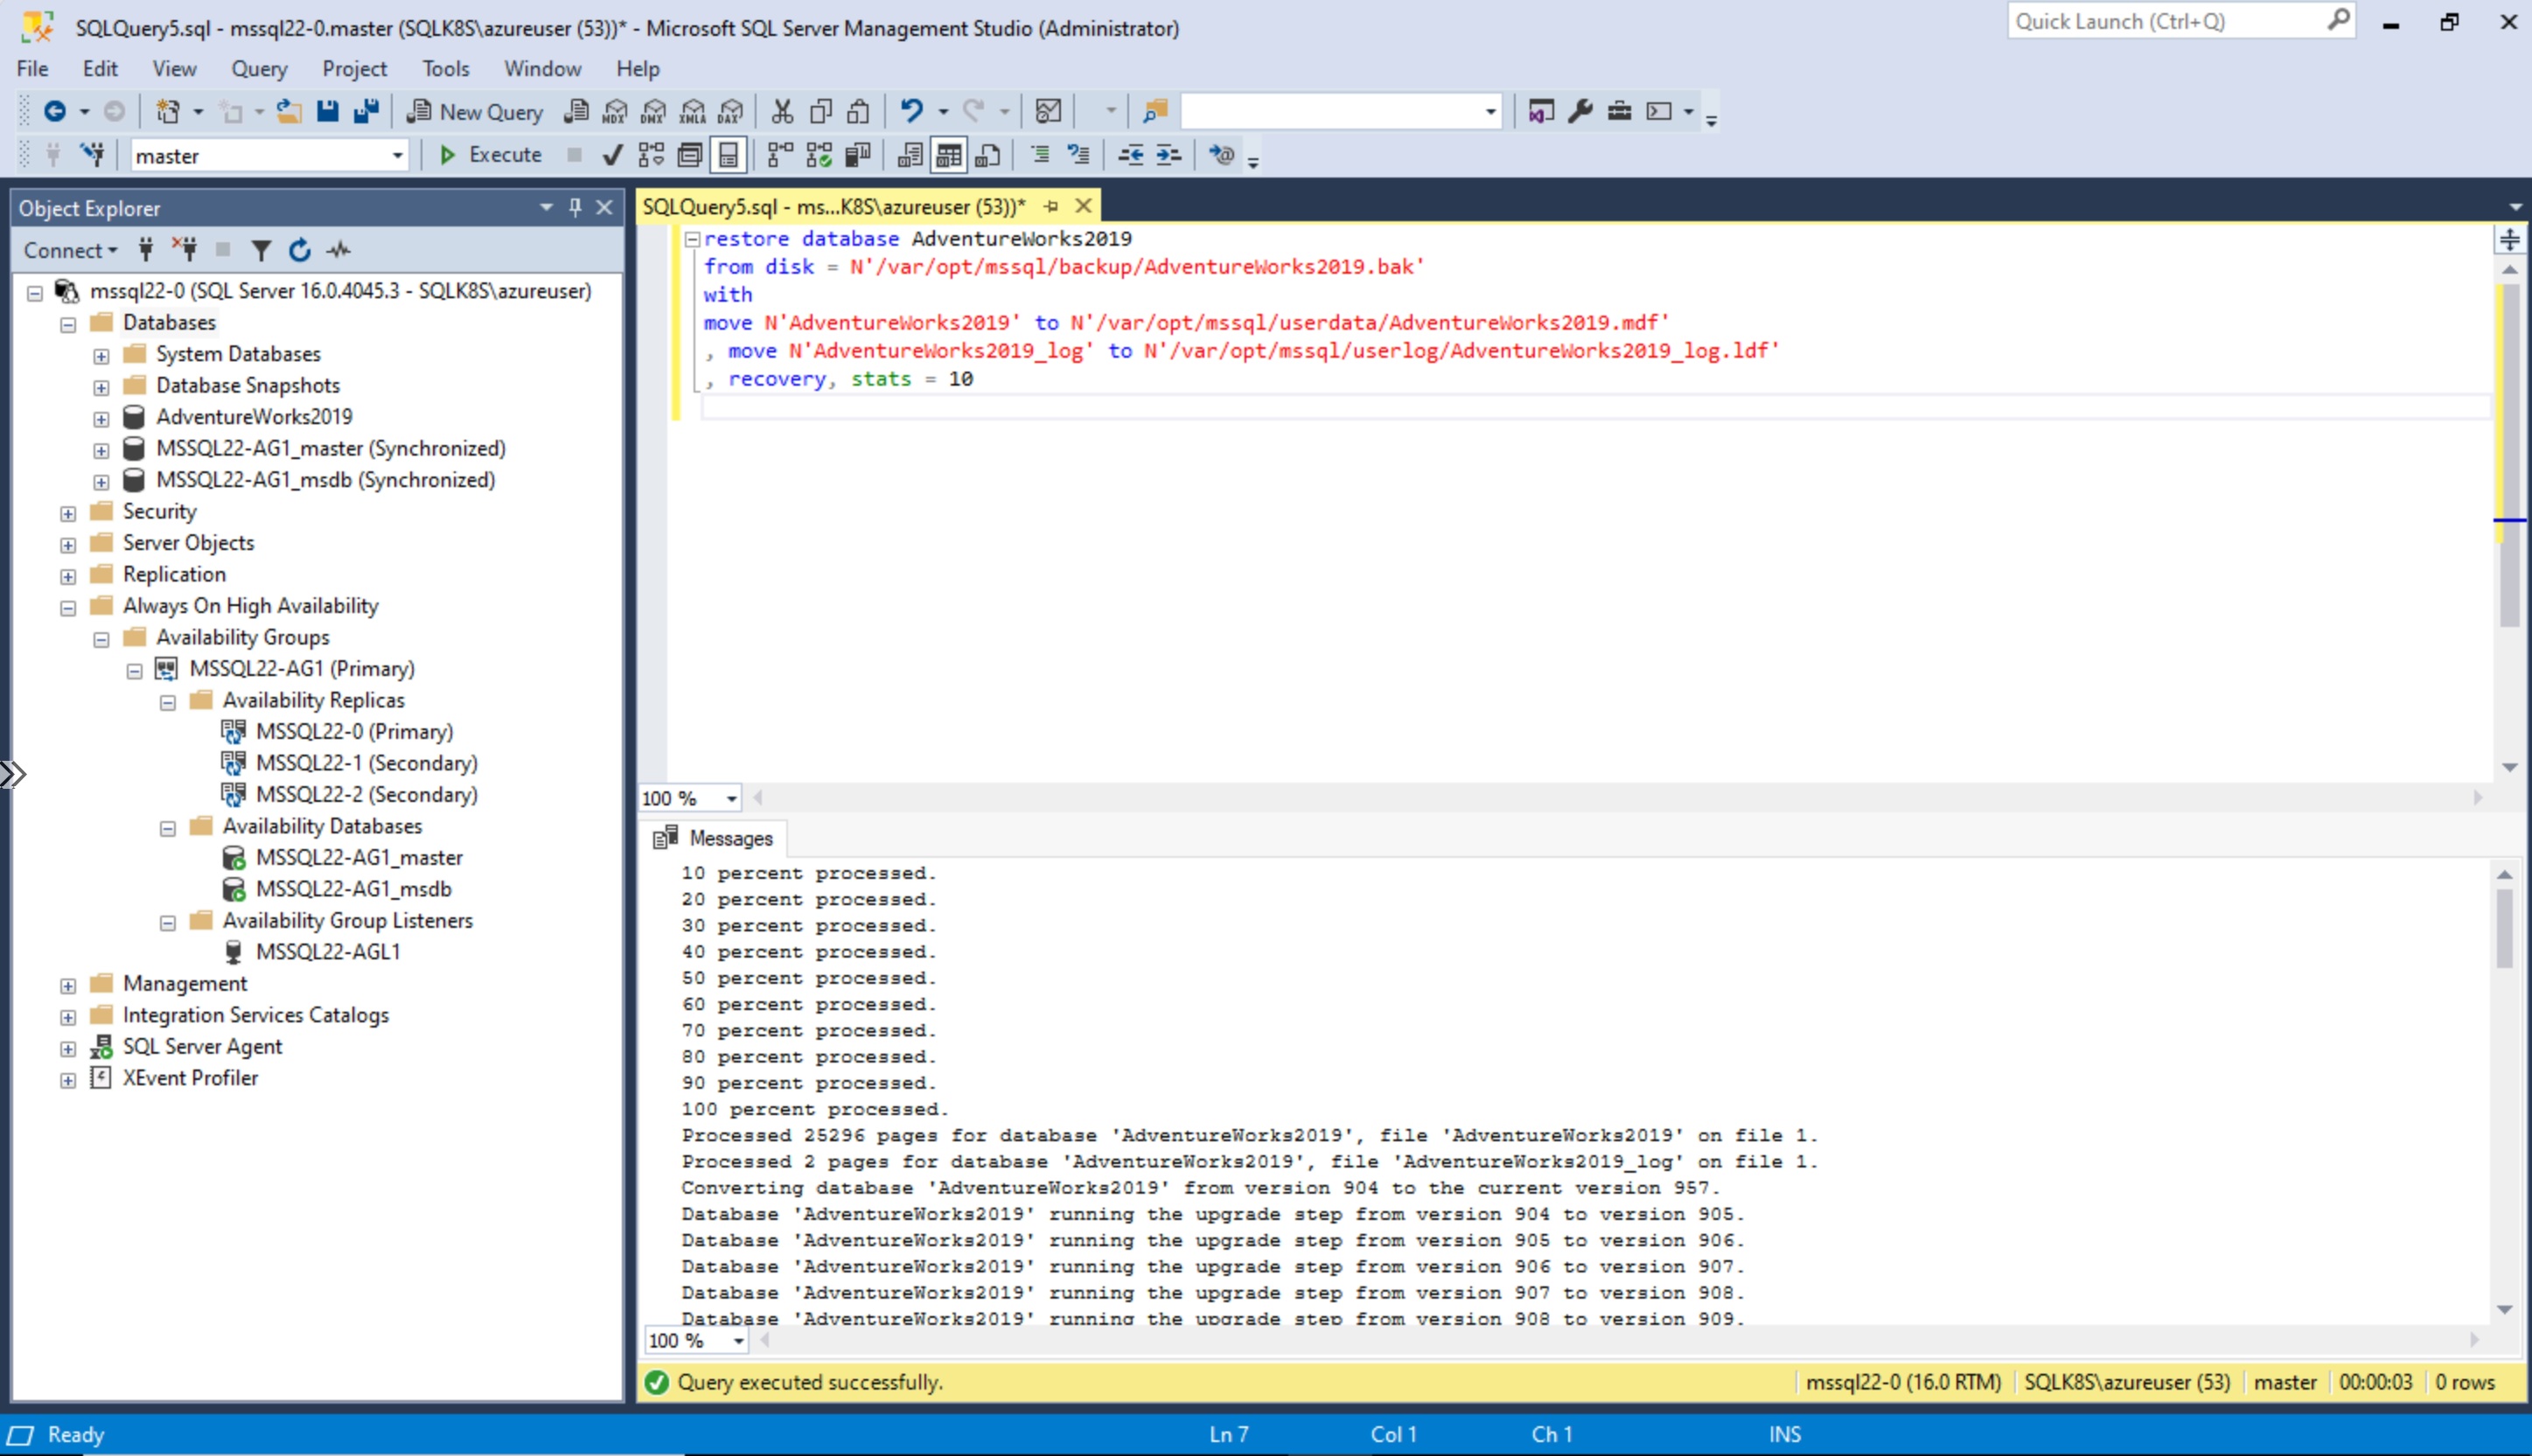 SQLQuery5.sql - mssql22-0.master (SQLK8S\azureuser (53))* - Microsoft SQL Server Management Studio (Administrator)
Quick Launch (Ctrl+Q)
File Edit View Query Project Tools Window Help
New Query MDX DMX XMLA DAX
master Execute
Object Explorer
Connect
mssql22-0 (SQL Server 16.0.4045.3 - SQLK8S\azureuser)
Databases
System Databases
Database Snapshots
AdventureWorks2019
MSSQL22-AG1_master (Synchronized)
MSSQL22-AG1_msdb (Synchronized)
Security
Server Objects
Replication
Always On High Availability
Availability Groups
MSSQL22-AG1 (Primary)
Availability Replicas
MSSQL22-0 (Primary)
MSSQL22-1 (Secondary)
MSSQL22-2 (Secondary)
Availability Databases
MSSQL22-AG1_master
MSSQL22-AG1_msdb
Availability Group Listeners
MSSQL22-AGL1
Management
Integration Services Catalogs
SQL Server Agent
XEvent Profiler
SQLQuery5.sql - ms...K8S\azureuser (53))*
restore database AdventureWorks2019
from disk = N'/var/opt/mssql/backup/AdventureWorks2019.bak'
with
move N'AdventureWorks2019' to N'/var/opt/mssql/userdata/AdventureWorks2019.mdf'
, move N'AdventureWorks2019_log' to N'/var/opt/mssql/userlog/AdventureWorks2019_log.ldf'
, recovery, stats = 10
100 %
Messages
10 percent processed.
20 percent processed.
30 percent processed.
40 percent processed.
50 percent processed.
60 percent processed.
70 percent processed.
80 percent processed.
90 percent processed.
100 percent processed.
Processed 25296 pages for database 'AdventureWorks2019', file 'AdventureWorks2019' on file 1.
Processed 2 pages for database 'AdventureWorks2019', file 'AdventureWorks2019_log' on file 1.
Converting database 'AdventureWorks2019' from version 904 to the current version 957.
Database 'AdventureWorks2019' running the upgrade step from version 904 to version 905.
Database 'AdventureWorks2019' running the upgrade step from version 905 to version 906.
Database 'AdventureWorks2019' running the upgrade step from version 906 to version 907.
Database 'AdventureWorks2019' running the upgrade step from version 907 to version 908.
Database 'AdventureWorks2019' running the upgrade step from version 908 to version 909.
100 %
Query executed successfully. mssql22-0 (16.0 RTM) SQLK8S\azureuser (53) master 00:00:03 0 rows
Ready Ln 7 Col 1 Ch 1 INS